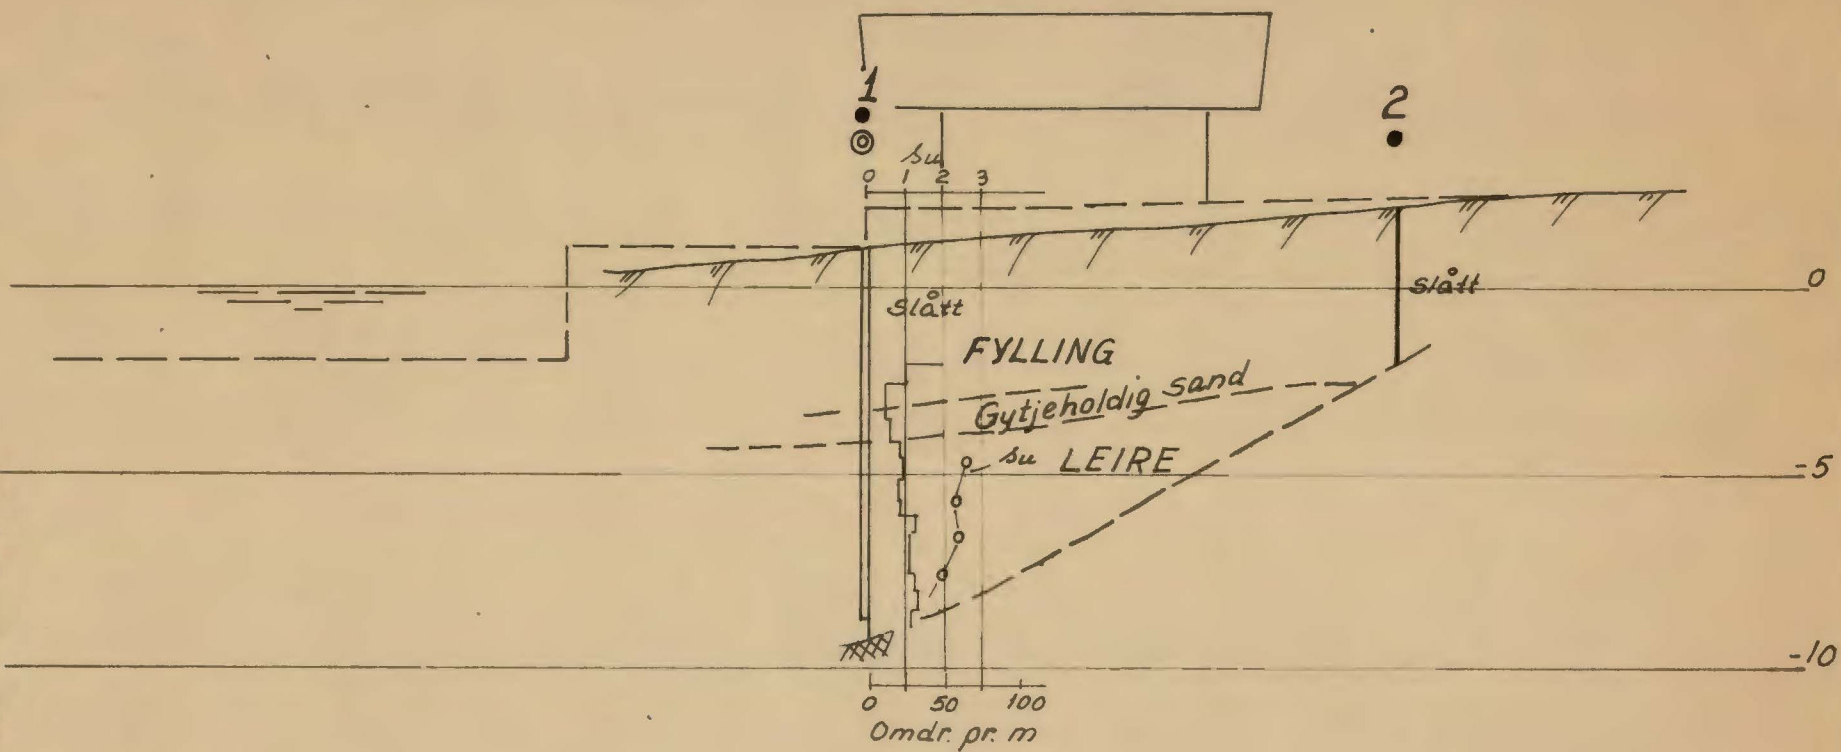 1
2
su
0 1 2 3
0
Slått
Slått
FYLLING
Gytjeholdig sand
su LEIRE
-5
-10
0 50 100
Omdr. pr. m